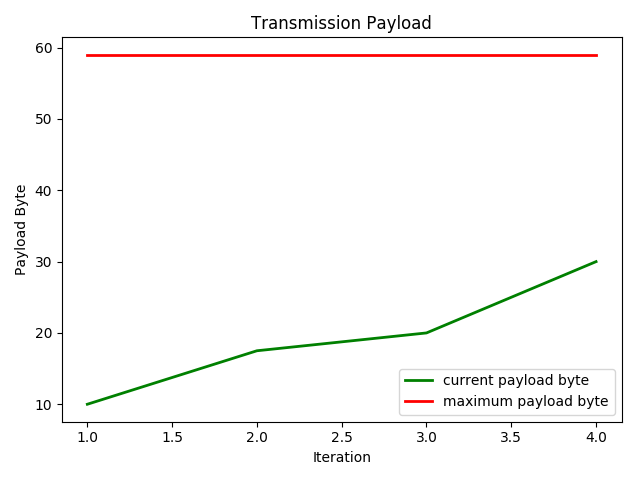 Transmission Payload
60
50
40
30
20
10
Payload Byte
current payload byte
maximum payload byte
1.0 1.5 2.0 2.5 3.0 3.5 4.0
Iteration